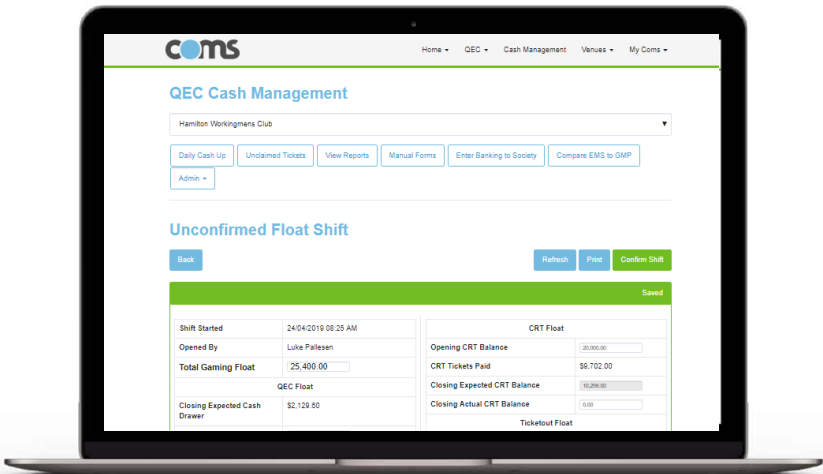 coms
Home QEC Cash Management Venues My Coms
QEC Cash Management
Hamilton Workingmens Club
Daily Cash Up Unclaimed Tickets View Reports Manual Forms Enter Banking to Society Compare EMS to GMP
Admin
Unconfirmed Float Shift
Back Refresh Print Confirm Shift
Saved
Shift Started 24/04/2019 08:25 AM
Opened By Luke Pallesen
Total Gaming Float 25,400.00
QEC Float
Closing Expected Cash Drawer $2,129.60
CRT Float
Opening CRT Balance 20,000.00
CRT Tickets Paid $9,702.00
Closing Expected CRT Balance 10,298.00
Closing Actual CRT Balance 0.00
Ticketout Float